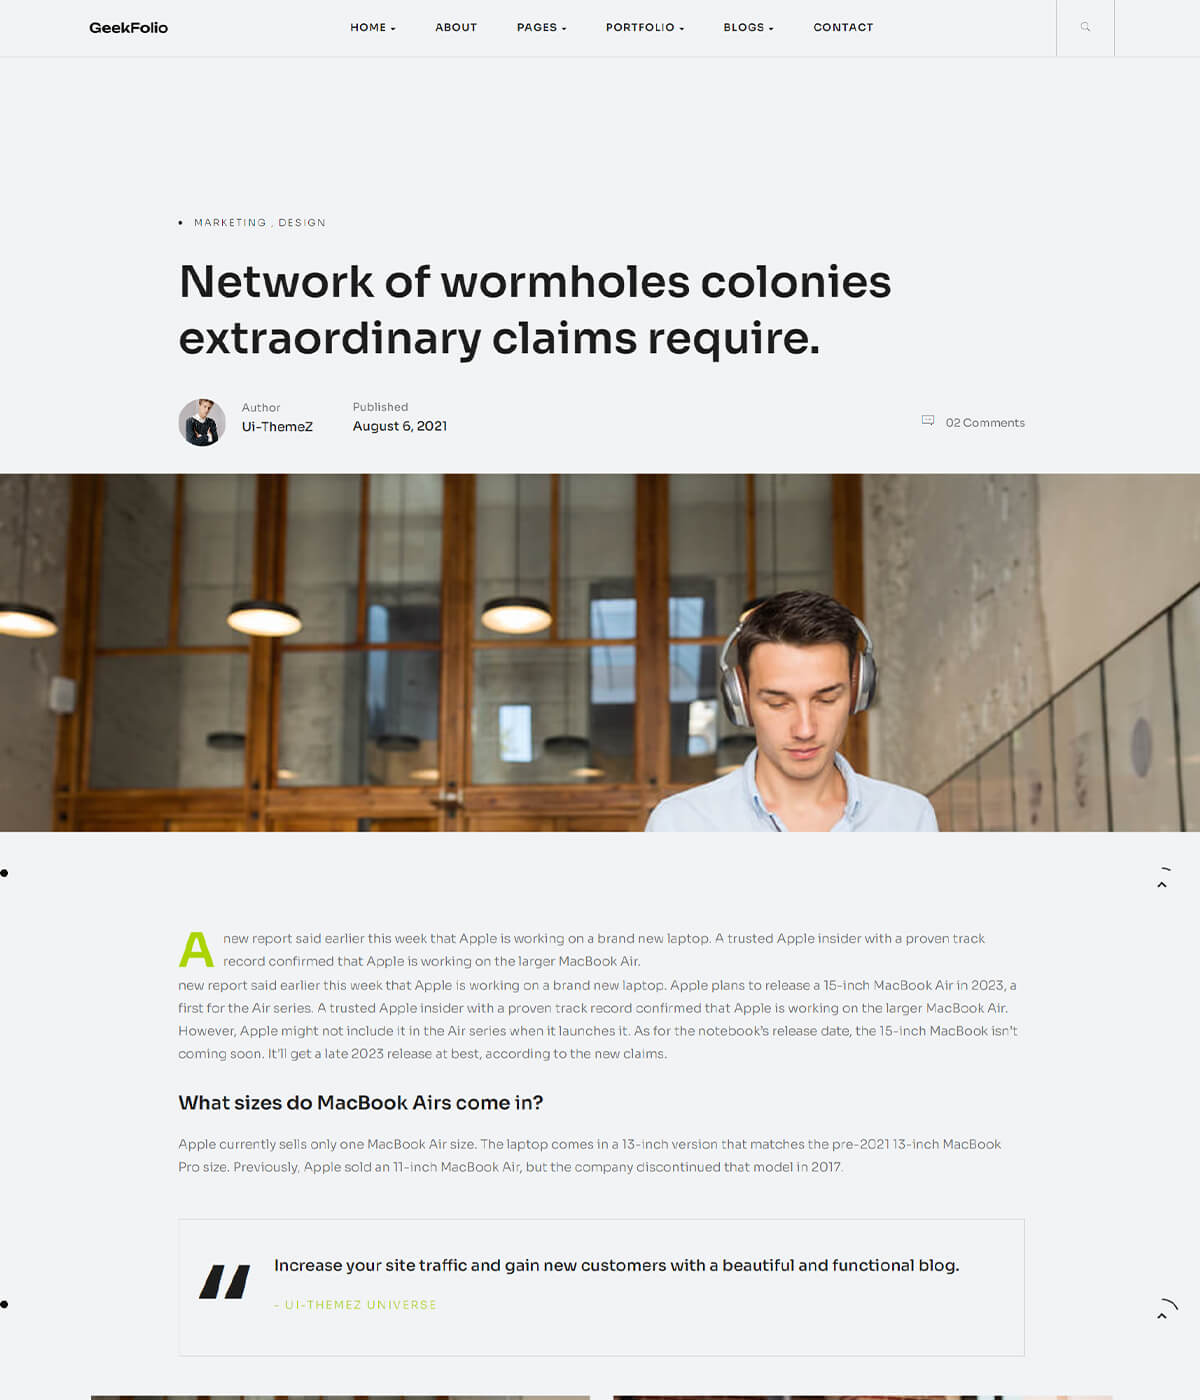 GeekFolio
HOME
ABOUT
PAGES
PORTFOLIO
BLOGS
CONTACT
MARKETING , DESIGN
Network of wormholes colonies
extraordinary claims require.
Author
Ui-ThemeZ
Published
August 6, 2021
02 Comments
A new report said earlier this week that Apple is working on a brand new laptop. A trusted Apple insider with a proven track
record confirmed that Apple is working on the larger MacBook Air.
new report said earlier this week that Apple is working on a brand new laptop. Apple plans to release a 15-inch MacBook Air in 2023, a
first for the Air series. A trusted Apple insider with a proven track record confirmed that Apple is working on the larger MacBook Air.
However, Apple might not include it in the Air series when it launches it. As for the notebook's release date, the 15-inch MacBook isn't
coming soon. It'll get a late 2023 release at best, according to the new claims.
What sizes do MacBook Airs come in?
Apple currently sells only one MacBook Air size. The laptop comes in a 13-inch version that matches the pre-2021 13-inch MacBook
Pro size. Previously, Apple sold an 11-inch MacBook Air, but the company discontinued that model in 2017.
Increase your site traffic and gain new customers with a beautiful and functional blog.
- UI-THEMEZ UNIVERSE